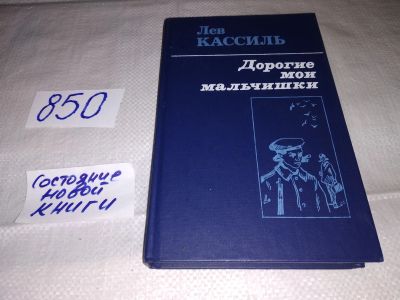 Лев
КАССИЛЬ
Дорогие
мои
мальчишки
850
Состояние
новой
книги